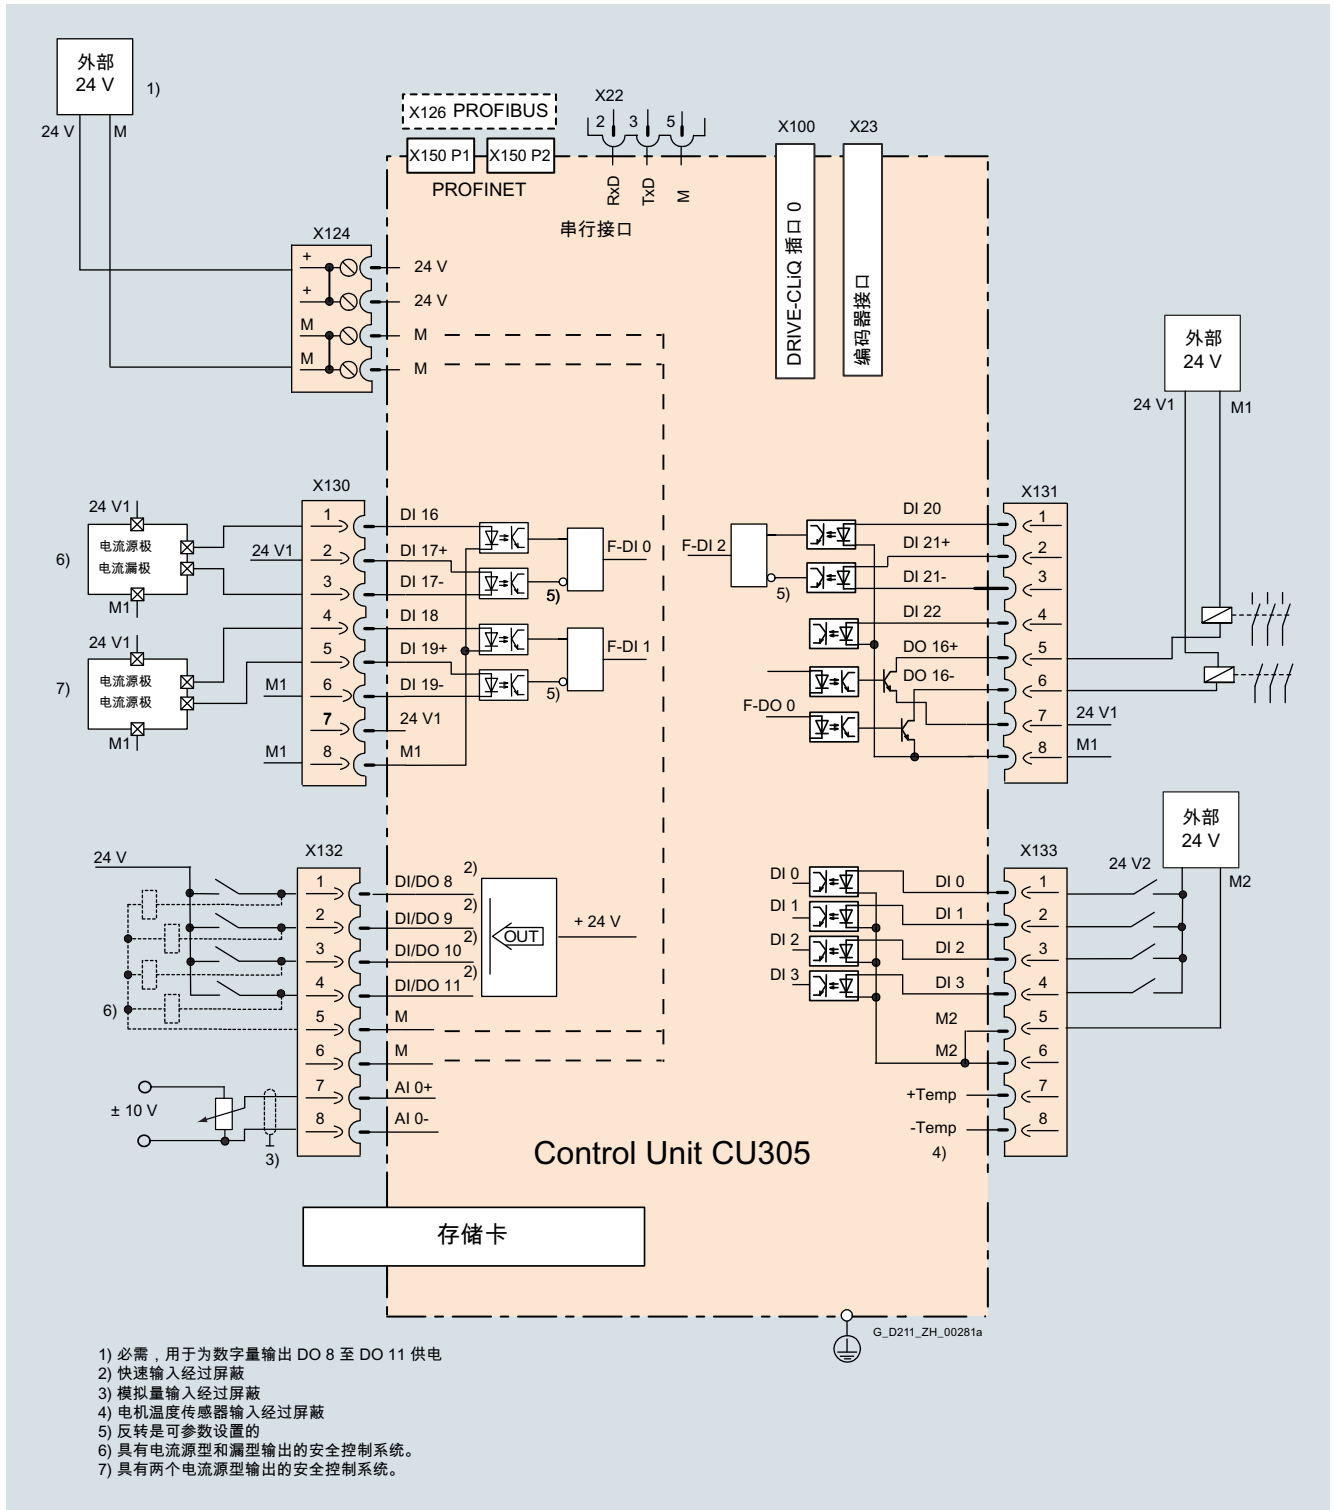 外部
24 V
1)
24 V
M
X126 PROFIBUS
X150 P1
X150 P2
PROFINET
X22
2
3
5
RxD
TxD
M
串行接口
X100
X23
DRIVE-CLiQ 插口 0
编码器接口
X124
+
24 V
+
24 V
M
M
M
M
外部
24 V
24 V1
M1
X130
24 V1
电流源极
电流漏极
6)
M1
24 V1
1
DI 16
2
DI 17+
3
DI 17-
F-DI 0
5)
24 V1
电流源极
电流源极
7)
M1
4
DI 18
5
DI 19+
M1
6
DI 19-
F-DI 1
5)
7
24 V1
M1
8
M1
X131
F-DI 2
5)
DI 20
1
DI 21+
2
DI 21-
3
DI 22
4
DO 16+
5
DO 16-
6
F-DO 0
7
24 V1
8
M1
X132
24 V
1
DI/DO 8
2)
2
DI/DO 9
2)
3
DI/DO 10
2)
4
DI/DO 11
2)
OUT
+ 24 V
6)
5
M
6
M
7
AI 0+
8
AI 0-
± 10 V
3)
外部
24 V
X133
24 V2
M2
DI 0
DI 0
1
DI 1
DI 1
2
DI 2
DI 2
3
DI 3
DI 3
4
M2
5
M2
6
+Temp
7
-Temp
8
4)
Control Unit CU305
存储卡
G_D211_ZH_00281a
1) 必需，用于为数字量输出 DO 8 至 DO 11 供电
2) 快速输入经过屏蔽
3) 模拟量输入经过屏蔽
4) 电机温度传感器输入经过屏蔽
5) 反转是可参数设置的
6) 具有电流源型和漏型输出的安全控制系统。
7) 具有两个电流源型输出的安全控制系统。